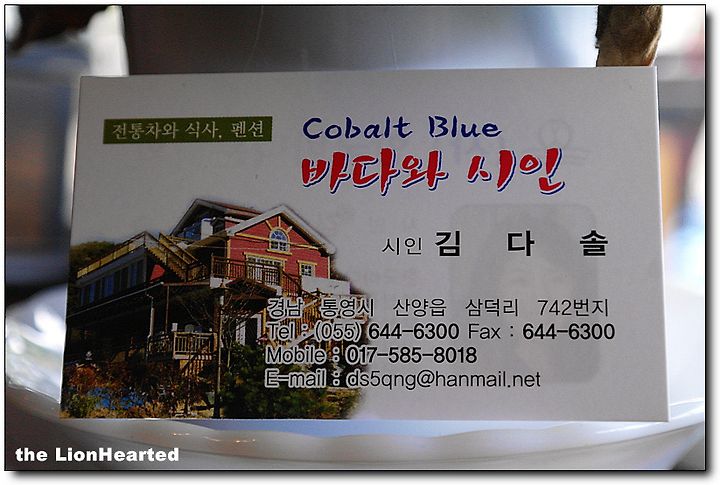 전통차와 식사. 펜션
Cobalt Blue
바다와 시인
시인 김 다 솔
경남 통영시 산양읍 삼덕리 742번지
Tel : (055) 644-6300 Fax : 644-6300
Mobile : 017-585-8018
E-mail : ds5qng@hanmail.net
the LionHearted